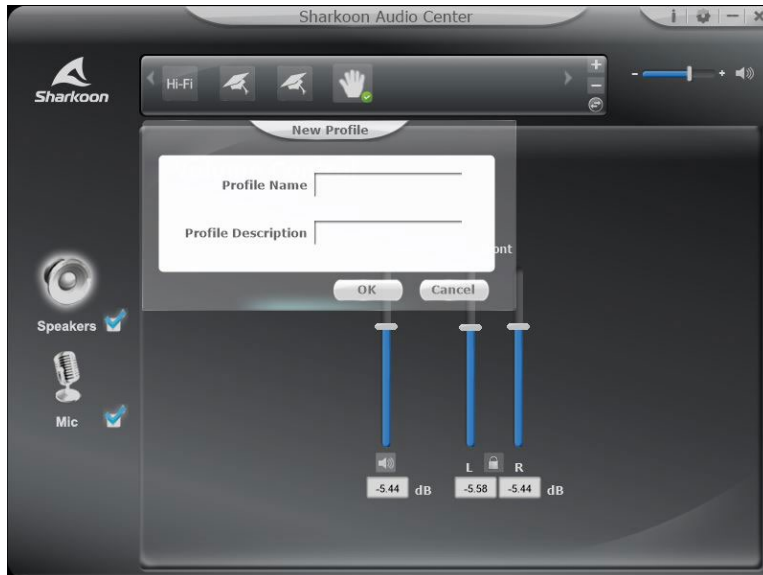 Sharkoon Audio Center
Sharkoon
Hi-Fi
New Profile
Profile Name
Profile Description
ont
OK Cancel
Speakers
Mic
L R
-5.44 dB -5.58 -5.44 dB